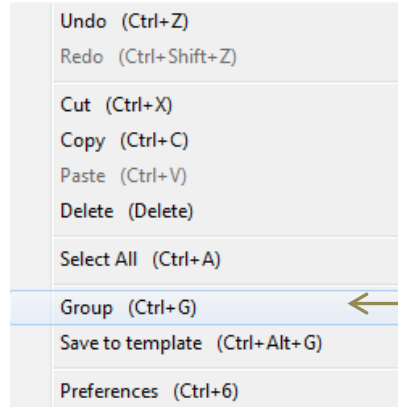 Undo (Ctrl+Z)
Redo (Ctrl+Shift+Z)
Cut (Ctrl+X)
Copy (Ctrl+C)
Paste (Ctrl+V)
Delete (Delete)
Select All (Ctrl+A)
Group (Ctrl+G)
Save to template (Ctrl+Alt+G)
Preferences (Ctrl+6)